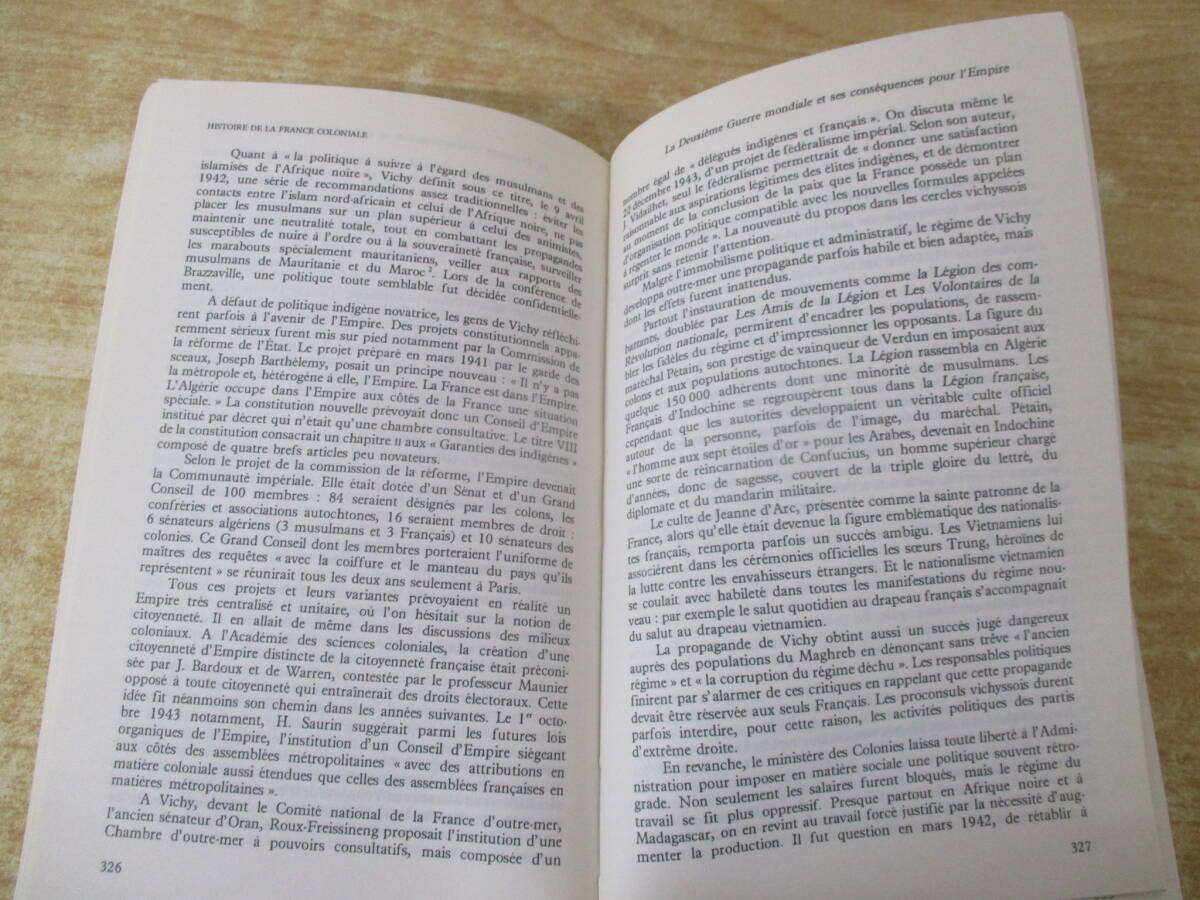 HISTOIRE DE LA FRANCE COLONIALE
Quant à « la politique à suivre à l'égard des musulmans et des
islamisés de l'Afrique noire », Vichy définit sous ce titre, le 9 avril
1942, une série de recommandations assez traditionnelles : éviter les
contacts entre l'islam nord-africain et celui de l'Afrique noire, ne pas
placer les musulmans sur un plan supérieur à celui des animistes,
maintenir une neutralité totale, tout en combattant les propagandes
susceptibles de nuire à l'ordre ou à la souveraineté française, surveiller
les marabouts spécialement mauritaniens, veiller aux rapports des
musulmans de Mauritanie et du Maroc². Lors de la conférence de
Brazzaville, une politique toute semblable fut décidée confidentielle-
ment.
A défaut de politique indigène novatrice, les gens de Vichy réfléchi-
rent parfois à l'avenir de l'Empire. Des projets constitutionnels appa-
remment sérieux furent mis sur pied notamment par la Commission de
la réforme de l'État. Le projet préparé en mars 1941 par le garde des
sceaux, Joseph Barthélemy, posait un principe nouveau : « Il n'y a pas
la métropole et, hétérogène à elle, l'Empire. La France est dans l'Empire.
L'Algérie occupe dans l'Empire aux côtés de la France une situation
spéciale. » La constitution nouvelle prévoyait donc un Conseil d'Empire
institué par décret qui n'était qu'une chambre consultative. Le titre VIII
de la constitution consacrait un chapitre II aux « Garanties des indigènes »
composé de quatre brefs articles peu novateurs.
Selon le projet de la commission de la réforme, l'Empire devenait
la Communauté impériale. Elle était dotée d'un Sénat et d'un Grand
Conseil de 100 membres : 84 seraient désignés par les colons, les
confréries et associations autochtones, 16 seraient membres de droit :
6 sénateurs algériens (3 musulmans et 3 Français) et 10 sénateurs des
colonies. Ce Grand Conseil dont les membres porteraient l'uniforme de
maîtres des requêtes « avec la coiffure et le manteau du pays qu'ils
représentent » se réunirait tous les deux ans seulement à Paris.
Tous ces projets et leurs variantes prévoyaient en réalité un
Empire très centralisé et unitaire, où l'on hésitait sur la notion de
citoyenneté. Il en allait de même dans les discussions des milieux
coloniaux. A l'Académie des sciences coloniales, la création d'une
citoyenneté d'Empire distincte de la citoyenneté française était préconi-
sée par J. Bardoux et de Warren, contestée par le professeur Maunier
opposé à toute citoyenneté qui entraînerait des droits électoraux. Cette
idée fit néanmoins son chemin dans les années suivantes. Le 1er octo-
bre 1943 notamment, H. Saurin suggérait parmi les futures lois
organiques de l'Empire, l'institution d'un Conseil d'Empire siégeant
aux côtés des assemblées métropolitaines « avec des attributions en
matière coloniale aussi étendues que celles des assemblées françaises en
matières métropolitaines ».
A Vichy, devant le Comité national de la France d'outre-mer,
l'ancien sénateur d'Oran, Roux-Freissineng proposait l'institution d'une
Chambre d'outre-mer à pouvoirs consultatifs, mais composée d'un
326
La Deuxième Guerre mondiale et ses conséquences pour l'Empire
nombre égal de « délégués indigènes et français ». On discuta même le
22 décembre 1943, d'un projet de fédéralisme impérial. Selon son auteur,
J. Vidailhet, seul le fédéralisme permettrait de « donner une satisfaction
raisonnable aux aspirations légitimes des élites indigènes, et de démontrer
au moment de la conclusion de la paix que la France possède un plan
d'organisation politique compatible avec les nouvelles formules appelées
à régenter le monde ». La nouveauté du propos dans les cercles vichyssois
surprit sans retenir l'attention.
Malgré l'immobilisme politique et administratif, le régime de Vichy
développa outre-mer une propagande parfois habile et bien adaptée, mais
dont les effets furent inattendus.
Partout l'instauration de mouvements comme la Légion des com-
battants, doublée par Les Amis de la Légion et Les Volontaires de la
Révolution nationale, permirent d'encadrer les populations, de rassem-
bler les fidèles du régime et d'impressionner les opposants. La figure du
maréchal Pétain, son prestige de vainqueur de Verdun en imposaient aux
colons et aux populations autochtones. La Légion rassembla en Algérie
quelque 150 000 adhérents dont une minorité de musulmans. Les
Français d'Indochine se regroupèrent tous dans la Légion française,
cependant que les autorités développaient un véritable culte officiel
autour de la personne, parfois de l'image, du maréchal. Pétain,
« l'homme aux sept étoiles d'or » pour les Arabes, devenait en Indochine
une sorte de réincarnation de Confucius, un homme supérieur chargé
d'années, donc de sagesse, couvert de la triple gloire du lettré, du
diplomate et du mandarin militaire.
Le culte de Jeanne d'Arc, présentée comme la sainte patronne de la
France, alors qu'elle était devenue la figure emblématique des nationalis-
tes français, remporta parfois un succès ambigu. Les Vietnamiens lui
associèrent dans les cérémonies officielles les sœurs Trung, héroïnes de
la lutte contre les envahisseurs étrangers. Et le nationalisme vietnamien
se coulait avec habileté dans toutes les manifestations du régime nou-
veau : par exemple le salut quotidien au drapeau français s'accompagnait
du salut au drapeau vietnamien.
La propagande de Vichy obtint aussi un succès jugé dangereux
auprès des populations du Maghreb en dénonçant sans trêve « l'ancien
régime » et « la corruption du régime déchu ». Les responsables politiques
finirent par s'alarmer de ces critiques en rappelant que cette propagande
devait être réservée aux seuls Français. Les proconsuls vichyssois durent
parfois interdire, pour cette raison, les activités politiques des partis
d'extrême droite.
En revanche, le ministère des Colonies laissa toute liberté à l'Admi-
nistration pour imposer en matière sociale une politique souvent rétro-
grade. Non seulement les salaires furent bloqués, mais le régime du
travail se fit plus oppressif. Presque partout en Afrique noire et à
Madagascar, on en revint au travail forcé justifié par la nécessité d'aug-
menter la production. Il fut question en mars 1942, de rétablir à
327